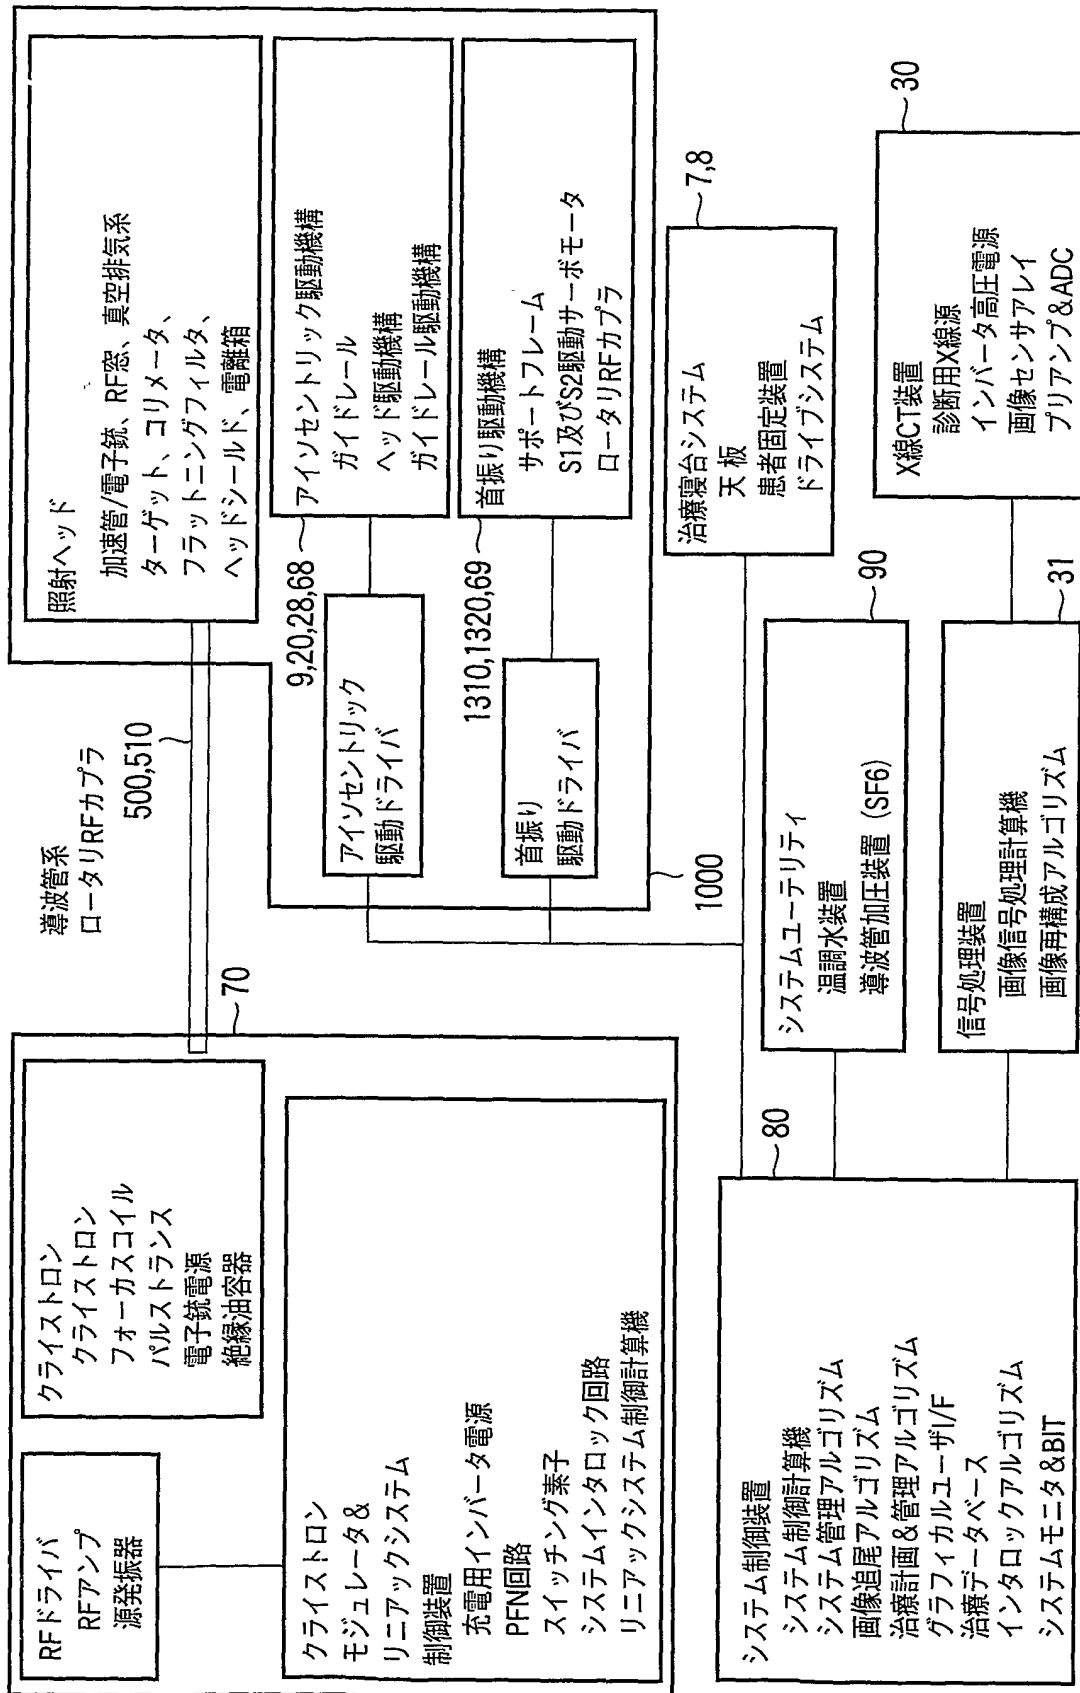 RFドライバ
RFアンプ
源発振器
クライストロン
クライストロン
フォーカスコイル
パルストランス
電子銃電源
絶縁油容器
クライストロン
モジュレータ&
リニアックシステム
制御装置
充電用インバータ電源
PFN回路
スイッチング素子
システムインタロック回路
リニアックシステム制御計算機
70
導波管系
ロータリRFカプラ
500,510
照射ヘッド
加速管/電子銃、RF窓、真空排気系
ターゲット、コリメータ、
フラットニングフィルタ、
ヘッドシールド、電離箱
アイソセントリック駆動機構
ガイドレール
ヘッド駆動機構
ガイドレール駆動機構
9,20,28,68
首振り駆動機構
サポートフレーム
S1及びS2駆動サーボモータ
ロータリRFカプラ
1310,1320,69
アイソセントリック
駆動ドライバ
首振り
駆動ドライバ
1000
システム制御装置
システム制御計算機
システム管理アルゴリズム
画像追尾アルゴリズム
治療計画&管理アルゴリズム
グラフィカルユーザI/F
治療データベース
インタロックアルゴリズム
システムモニタ&BIT
80
治療寝台システム
天板
患者固定装置
ドライブシステム
7,8
システムユーテリティ
温調水装置
導波管加圧装置(SF6)
90
信号処理装置
画像信号処理計算機
画像再構成アルゴリズム
31
X線CT装置
診断用X線源
インバータ高圧電源
画像センサアレイ
プリアンプ&ADC
30